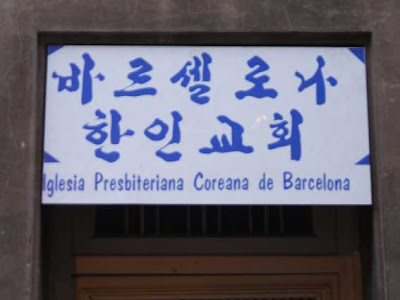 바르셀로나
한인교회
Iglesia Presbiteriana Coreana de Barcelona